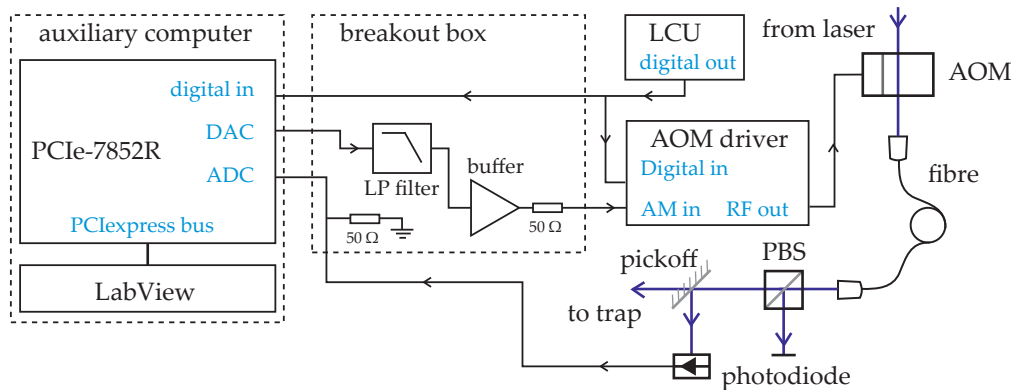 auxiliary computer
digital in
DAC
PCIe-7852R
ADC
PCIexpress bus
LabView
breakout box
LP filter
buffer
50 Ω
50 Ω
LCU
digital out
AOM driver
Digital in
AM in
RF out
from laser
AOM
fibre
PBS
pickoff
to trap
photodiode